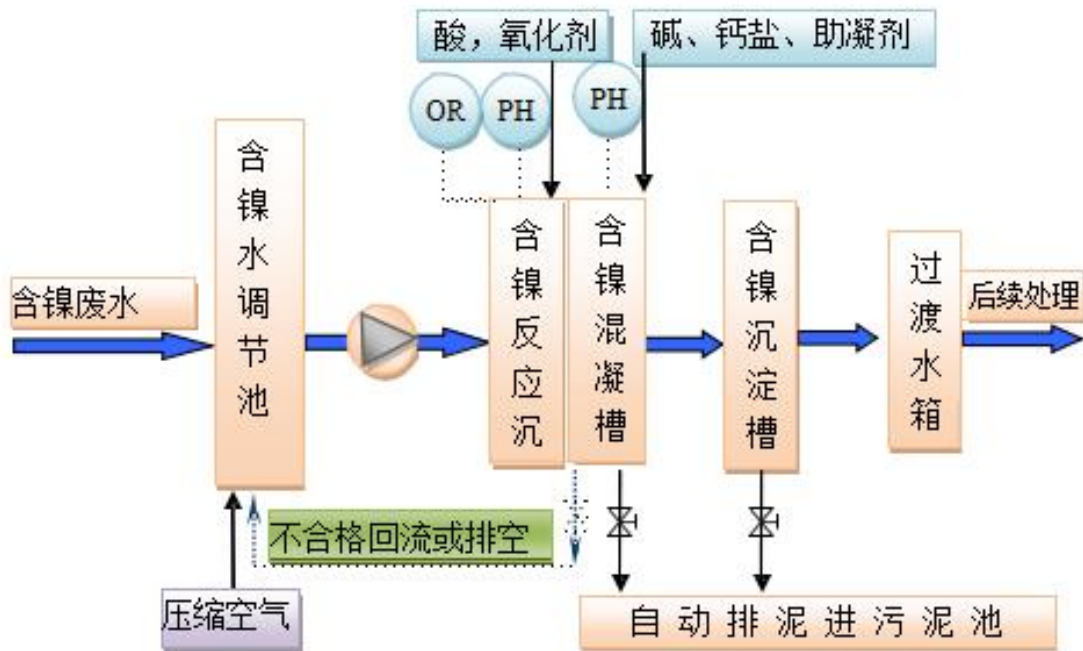 酸，氧化剂
碱、钙盐、助凝剂
OR
PH
PH
含镍废水
含镍水调节池
含镍反应沉
含镍混凝槽
含镍沉淀槽
过渡水箱
后续处理
不合格回流或排空
压缩空气
自动排泥进污泥池